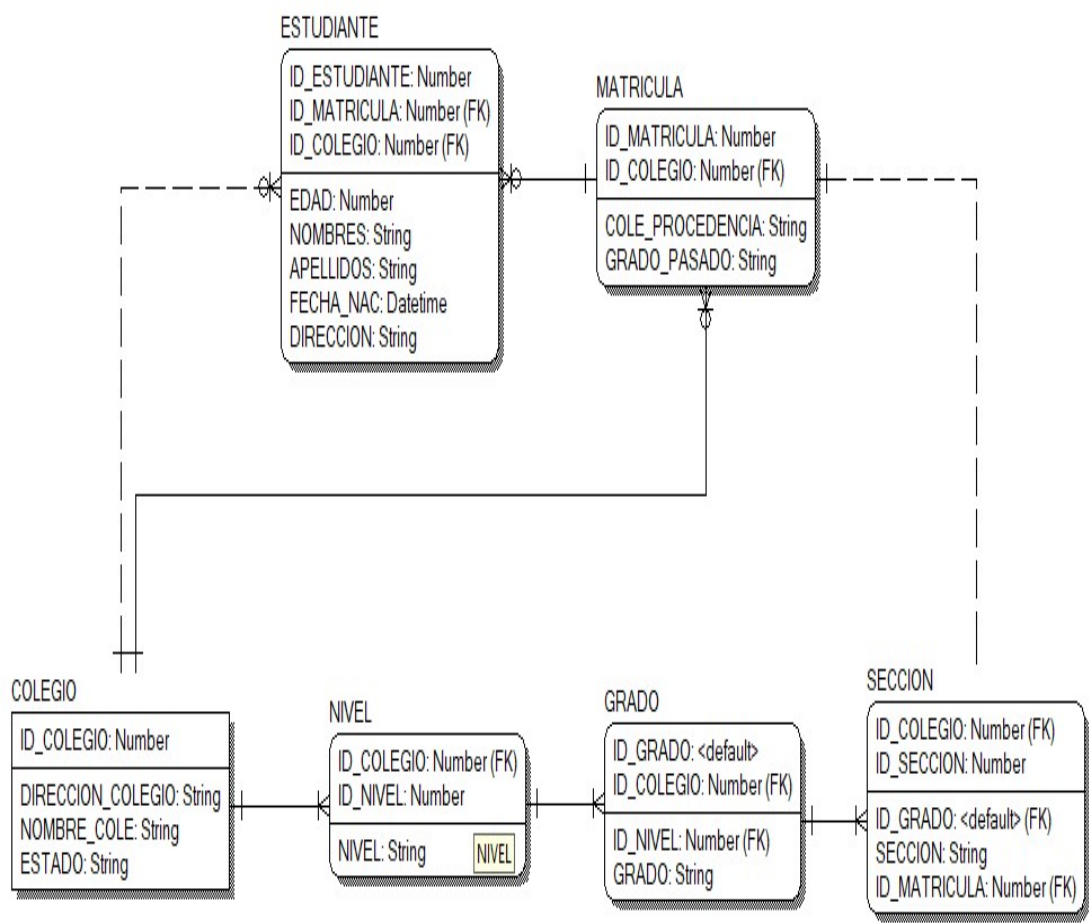 ESTUDIANTE
ID_ESTUDIANTE: Number
ID_MATRICULA: Number (FK)
ID_COLEGIO: Number (FK)
EDAD: Number
NOMBRES: String
APELLIDOS: String
FECHA_NAC: Datetime
DIRECCION: String
MATRICULA
ID_MATRICULA: Number
ID_COLEGIO: Number (FK)
COLE_PROCEDENCIA: String
GRADO_PASADO: String
COLEGIO
ID_COLEGIO: Number
DIRECCION_COLEGIO: String
NOMBRE_COLE: String
ESTADO: String
NIVEL
ID_COLEGIO: Number (FK)
ID_NIVEL: Number
NIVEL: String
NIVEL
GRADO
ID_GRADO: <default>
ID_COLEGIO: Number (FK)
ID_NIVEL: Number (FK)
GRADO: String
SECCION
ID_COLEGIO: Number (FK)
ID_SECCION: Number
ID_GRADO: <default> (FK)
SECCION: String
ID_MATRICULA: Number (FK)